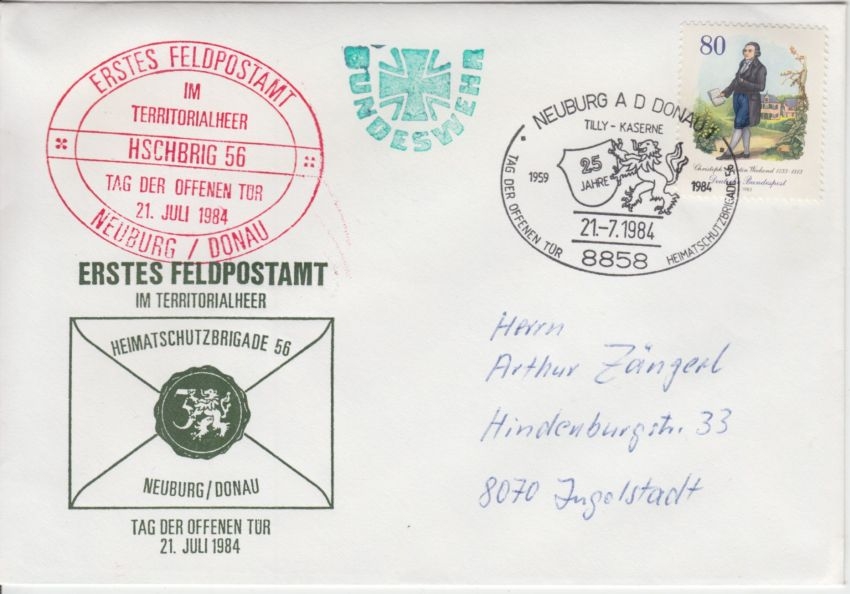 ERSTES FELDPOSTAMT
IM
TERRITORIALHEER
HSCHBRIG 56
TAG DER OFFENEN TÜR
21. JULI 1984
NEUBURG / DONAU
BUNDESWEHR
80
Deutsche Bundespost
NEUBURG A D DONAU
TILLY - KASERNE
1959
25
JAHRE
1984
21.-7.1984
TAG DER OFFENEN TÜR
HEIMATSCHUTZBRIGADE 56
8858
ERSTES FELDPOSTAMT
IM TERRITORIALHEER
HEIMATSCHUTZBRIGADE 56
NEUBURG/DONAU
TAG DER OFFENEN TÜR
21. JULI 1984
Herrn
Arthur Zängerl
Hindenburgstr. 33
8070 Ingolstadt